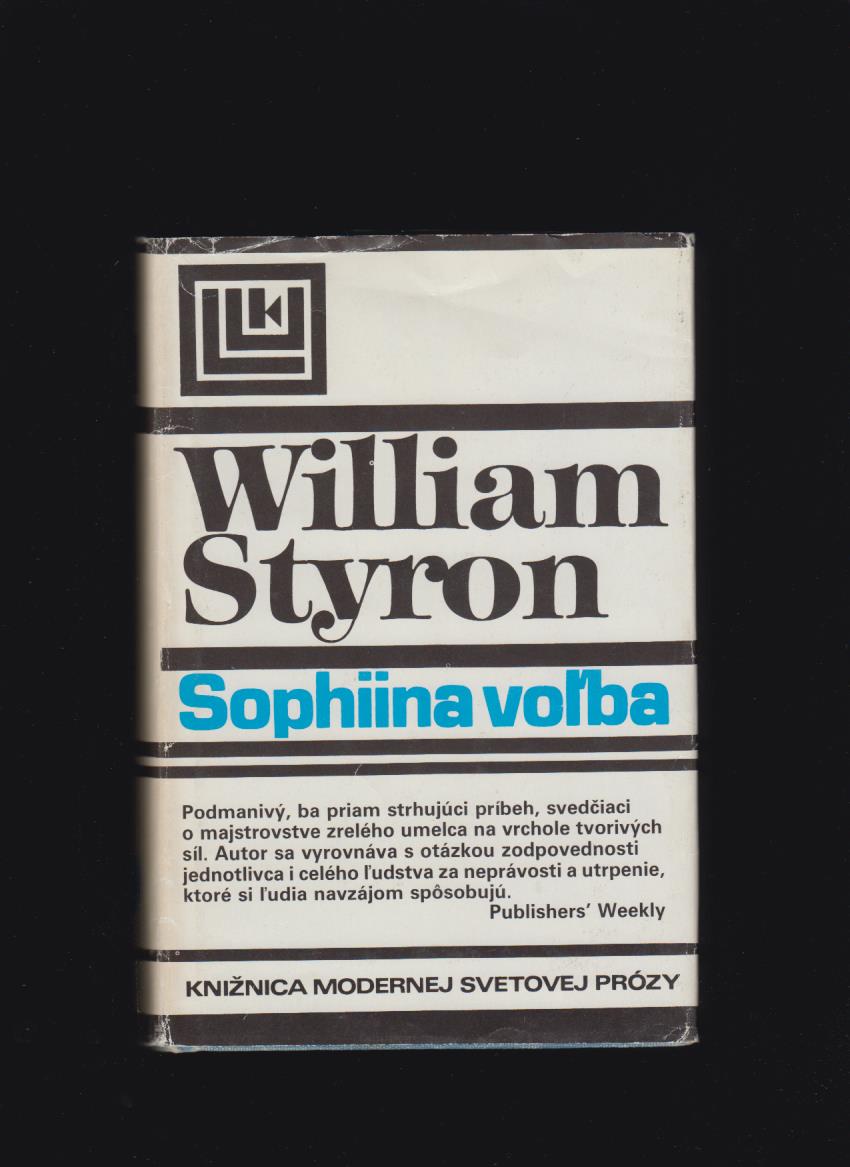 LUK
William
Styron
Sophiina voľba
Podmanivý, ba priam strhujúci príbeh, svedčiaci
o majstrovstve zrelého umelca na vrchole tvorivých
síl. Autor sa vyrovnáva s otázkou zodpovednosti
jednotlivca i celého ľudstva za neprávosti a utrpenie,
ktoré si ľudia navzájom spôsobujú.
Publishers’ Weekly
KNIŽNICA MODERNEJ SVETOVEJ PRÓZY